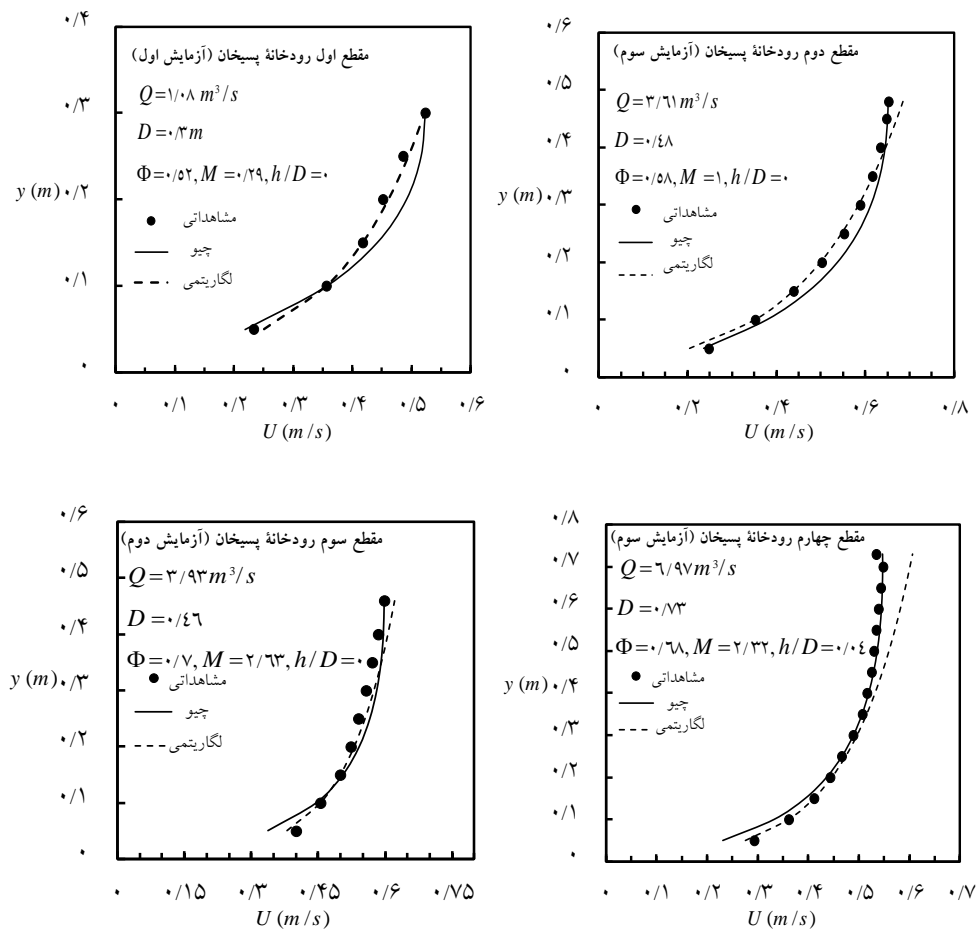 مقطع اول رودخانهٔ پسیخان (آزمایش اول)
Q=۱/۰۸ m³/s
D=۰/۳ m
Φ=۰/۵۲, M=۰/۲۹, h/D=۰
مشاهداتی
چیو
لگاریتمی
۰/۴
۰/۳
y (m) ۰/۲
۰/۱
۰
۰ ۰/۱ ۰/۲ ۰/۳ ۰/۴ ۰/۵ ۰/۶
U (m/s)
مقطع دوم رودخانهٔ پسیخان (آزمایش سوم)
Q=۳/۶۱ m³/s
D=۰/٤۸
Φ=۰/۵۸, M=۱, h/D=۰
مشاهداتی
چیو
لگاریتمی
۰/۶
۰/۵
۰/۴
y (m) ۰/۳
۰/۲
۰/۱
۰
۰ ۰/۲ ۰/۴ ۰/۶ ۰/۸
U (m/s)
مقطع سوم رودخانهٔ پسیخان (آزمایش دوم)
Q=۳/۹۳ m³/s
D=۰/٤٦
Φ=۰/۷, M=۲/٦۳, h/D=۰
مشاهداتی
چیو
لگاریتمی
۰/۶
۰/۵
۰/۴
y (m) ۰/۳
۰/۲
۰/۱
۰
۰ ۰/۱۵ ۰/۳ ۰/۴۵ ۰/۶ ۰/۷۵
U (m/s)
مقطع چهارم رودخانهٔ پسیخان (آزمایش سوم)
Q=٦/۹۷ m³/s
D=۰/۷۳
Φ=۰/٦۸, M=۲/۳۲, h/D=۰/۰٤
مشاهداتی
چیو
لگاریتمی
۰/۸
۰/۷
۰/۶
۰/۵
y (m) ۰/۴
۰/۳
۰/۲
۰/۱
۰
۰ ۰/۱ ۰/۲ ۰/۳ ۰/۴ ۰/۵ ۰/۶ ۰/۷
U (m/s)